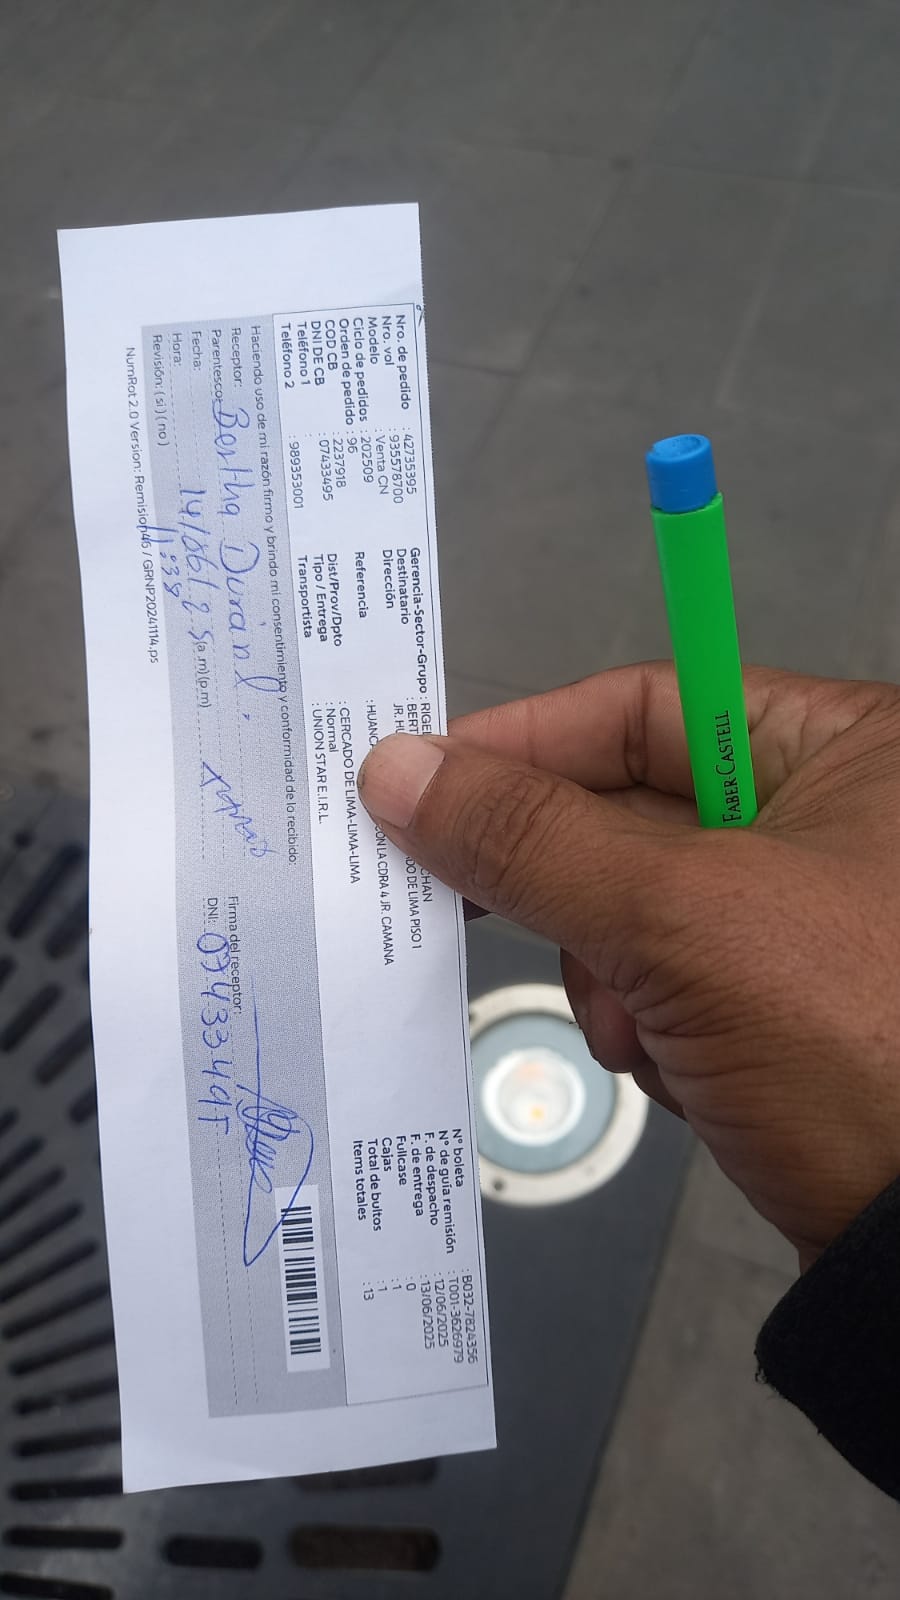 Nro. de pedido : 42735395
Nro. vol : 935578700
Modelo : Venta CN
Ciclo de pedidos : 202509
Orden de pedido : 96
COD CB : 2237918
DNI DE CB : 07433495
Teléfono 1 :
Teléfono 2 : 989353001
Gerencia-Sector-Grupo : RIGEL
Destinatario : BERT CHAN
Dirección JR. HU DO DE LIMA PISO 1
Referencia : HUANC CON LA CDRA 4 JR. CAMANA
Dist/Prov/Dpto : CERCADO DE LIMA-LIMA-LIMA
Tipo / Entrega : Normal
Transportista : UNION STAR E.I.R.L.
N° boleta : B032-7824356
N° de guía remisión : T001-3626979
F. de despacho : 12/06/2025
F. de entrega : 13/06/2025
Fullcase : 0
Cajas : 1
Total de bultos : 1
Items totales : 13
Haciendo uso de mi razón firmo y brindo mi consentimiento y conformidad de lo recibido:
Receptor: Bertha Durand
Parentesco:
Fecha: 14/06/25
Hora: 11:38 (a.m) (p.m)
Revisión: (si) (no)
Firma del receptor:
DNI: 07433495
NumRot 2.0 Version: Remision46 / GRNP20241114.ps
FABER-CASTELL